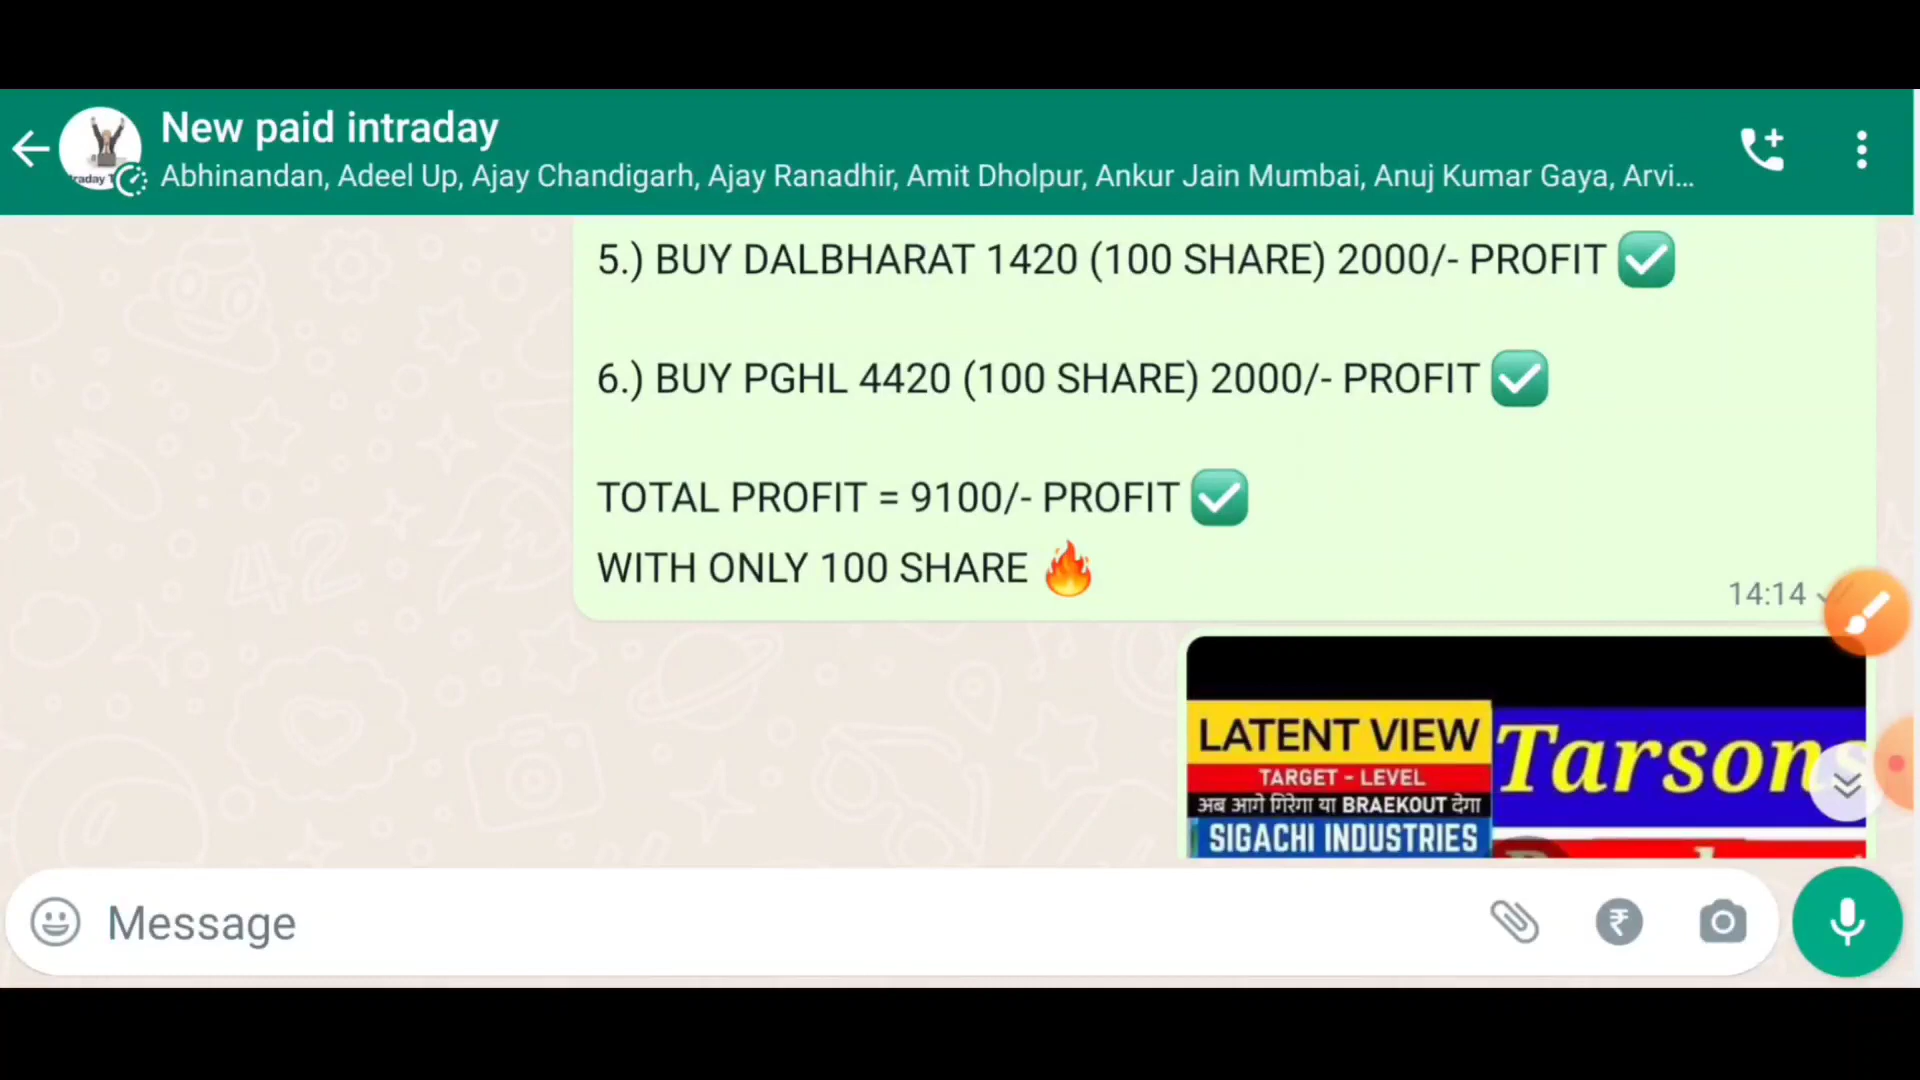 New paid intraday
Abhinandan, Adeel Up, Ajay Chandigarh, Ajay Ranadhir, Amit Dholpur, Ankur Jain Mumbai, Anuj Kumar Gaya, Arvi...
raday T
5.) BUY DALBHARAT 1420 (100 SHARE) 2000/- PROFIT ✅
6.) BUY PGHL 4420 (100 SHARE) 2000/- PROFIT ✅
TOTAL PROFIT = 9100/- PROFIT ✅
WITH ONLY 100 SHARE 🔥
14:14
LATENT VIEW
TARGET - LEVEL
अब आगे गिरेगा या BRAEKOUT देगा
SIGACHI INDUSTRIES
Tarsons
Message